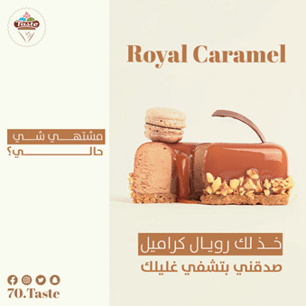 Taste
Royal Caramel
مشتهي شي
حالي؟
خذ لك رويال كراميل
صدقني بتشفي غليلك
70.Taste